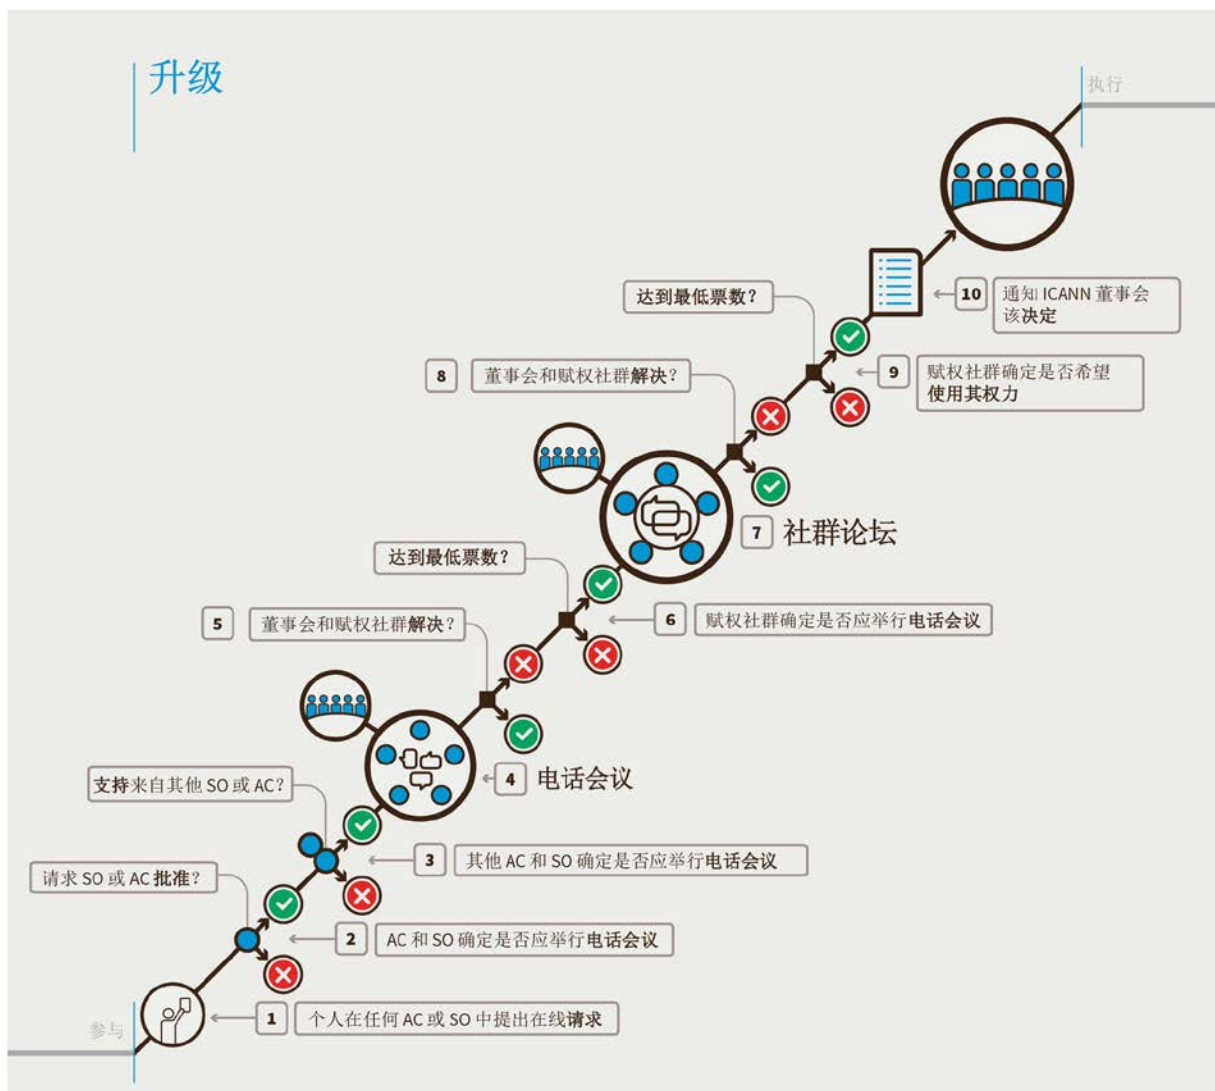 升级
执行
达到最低票数？
10 通知 ICANN 董事会
该决定
8 董事会和赋权社群解决？
9 赋权社群确定是否希望
使用其权力
7 社群论坛
达到最低票数？
5 董事会和赋权社群解决？
6 赋权社群确定是否应举行电话会议
4 电话会议
支持来自其他 SO 或 AC？
3 其他 AC 和 SO 确定是否应举行电话会议
请求 SO 或 AC 批准？
2 AC 和 SO 确定是否应举行电话会议
1 个人在任何 AC 或 SO 中提出在线请求
参与